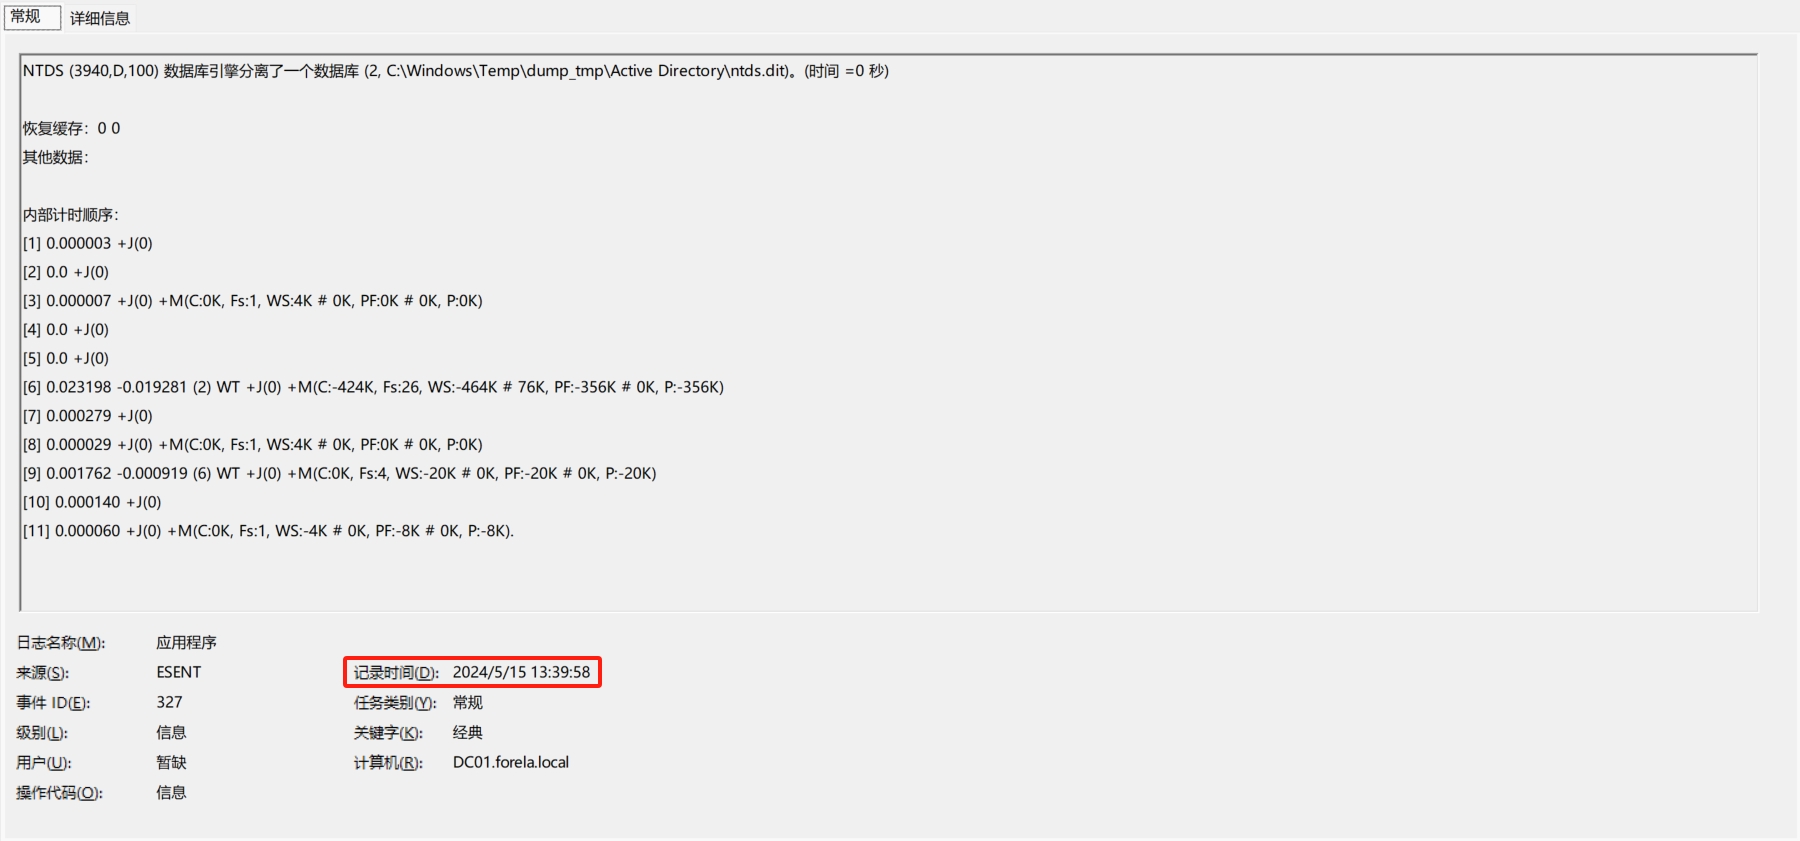 常规 详细信息
NTDS (3940,D,100) 数据库引擎分离了一个数据库 (2, C:\Windows\Temp\dump_tmp\Active Directory\ntds.dit)。(时间 =0 秒)
恢复缓存：0 0
其他数据：
内部计时顺序：
[1] 0.000003 +J(0)
[2] 0.0 +J(0)
[3] 0.000007 +J(0) +M(C:0K, Fs:1, WS:4K # 0K, PF:0K # 0K, P:0K)
[4] 0.0 +J(0)
[5] 0.0 +J(0)
[6] 0.023198 -0.019281 (2) WT +J(0) +M(C:-424K, Fs:26, WS:-464K # 76K, PF:-356K # 0K, P:-356K)
[7] 0.000279 +J(0)
[8] 0.000029 +J(0) +M(C:0K, Fs:1, WS:4K # 0K, PF:0K # 0K, P:0K)
[9] 0.001762 -0.000919 (6) WT +J(0) +M(C:0K, Fs:4, WS:-20K # 0K, PF:-20K # 0K, P:-20K)
[10] 0.000140 +J(0)
[11] 0.000060 +J(0) +M(C:0K, Fs:1, WS:-4K # 0K, PF:-8K # 0K, P:-8K).
日志名称(M): 应用程序
来源(S): ESENT 记录时间(D): 2024/5/15 13:39:58
事件 ID(E): 327 任务类别(Y): 常规
级别(L): 信息 关键字(K): 经典
用户(U): 暂缺 计算机(R): DC01.forela.local
操作代码(O): 信息